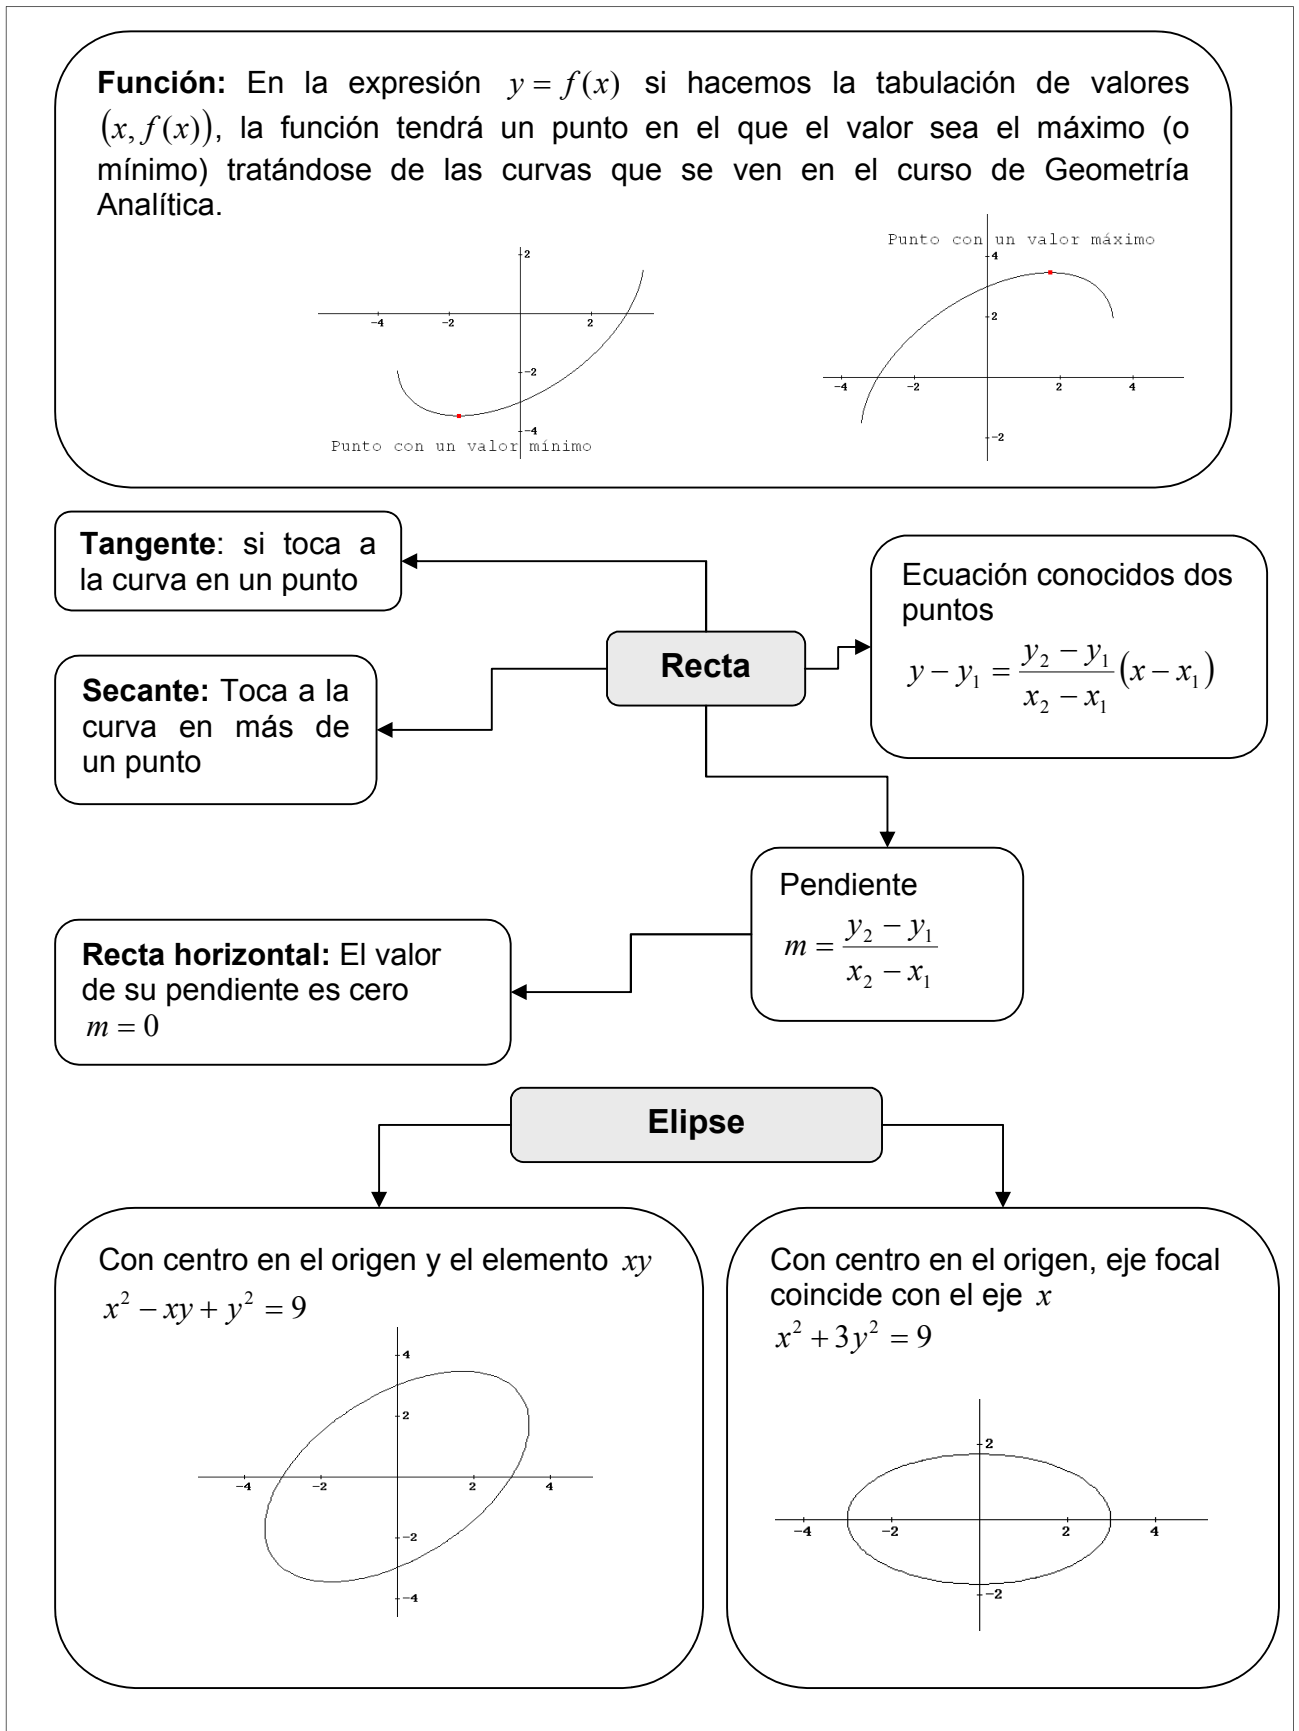 Función: En la expresión y = f(x) si hacemos la tabulación de valores
(x, f(x)), la función tendrá un punto en el que el valor sea el máximo (o
mínimo) tratándose de las curvas que se ven en el curso de Geometría
Analítica.
2
-4 -2 2
-2
-4
Punto con un valor mínimo
Punto con un valor máximo
4
2
-4 -2 2 4
-2
Tangente: si toca a
la curva en un punto
Secante: Toca a la
curva en más de
un punto
Recta
Ecuación conocidos dos
puntos
y − y₁ = (y₂ − y₁)/(x₂ − x₁) (x − x₁)
Pendiente
m = (y₂ − y₁)/(x₂ − x₁)
Recta horizontal: El valor
de su pendiente es cero
m = 0
Elipse
Con centro en el origen y el elemento xy
x² − xy + y² = 9
4
2
-4 -2 2 4
-2
-4
Con centro en el origen, eje focal
coincide con el eje x
x² + 3y² = 9
2
-4 -2 2 4
-2